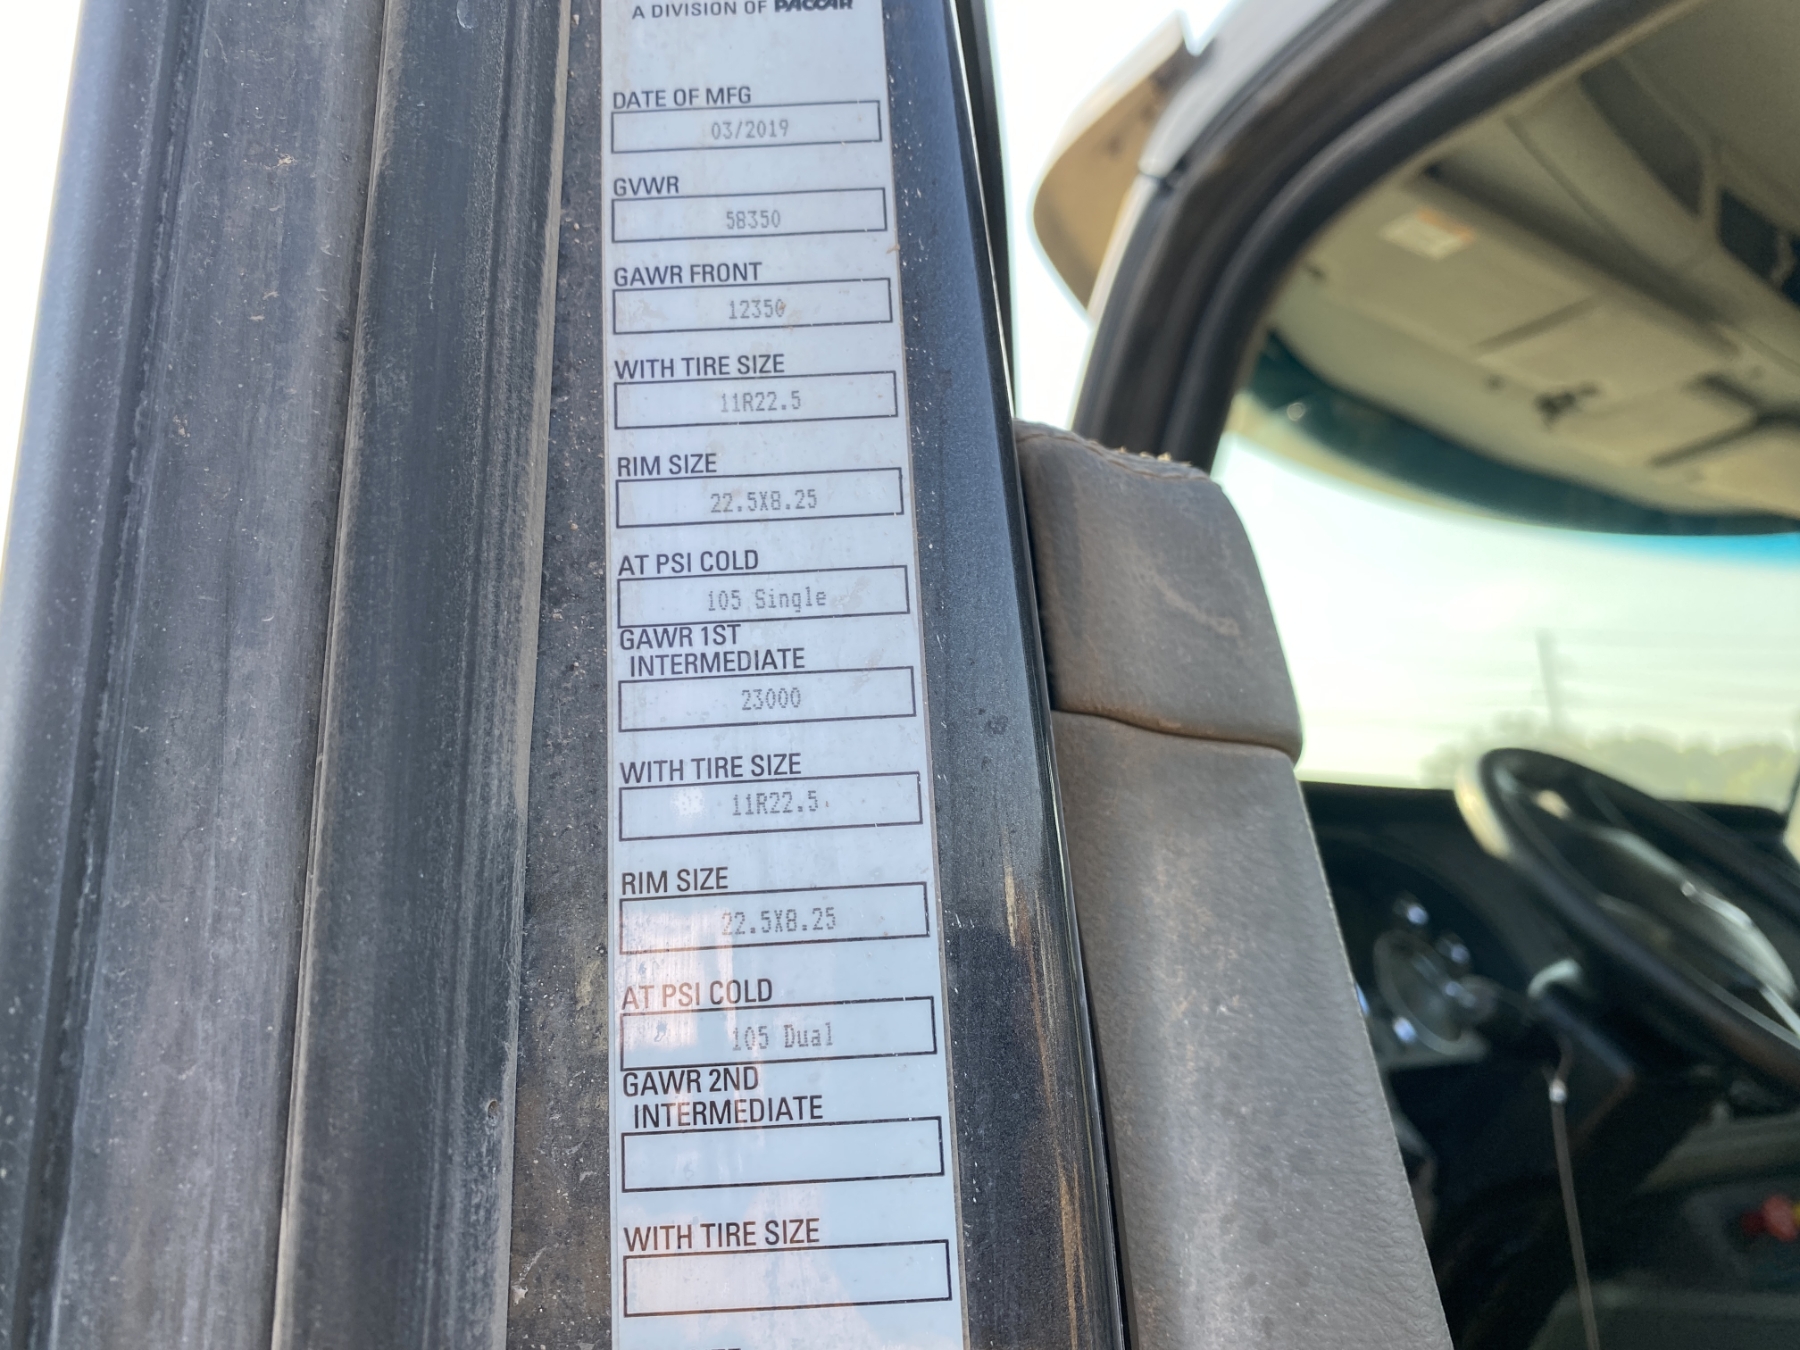 A DIVISION OF PACCAR
DATE OF MFG
03/2019
GVWR
58350
GAWR FRONT
12350
WITH TIRE SIZE
11R22.5
RIM SIZE
22.5X8.25
AT PSI COLD
105 Single
GAWR 1ST
INTERMEDIATE
23000
WITH TIRE SIZE
11R22.5
RIM SIZE
22.5X8.25
AT PSI COLD
105 Dual
GAWR 2ND
INTERMEDIATE
WITH TIRE SIZE